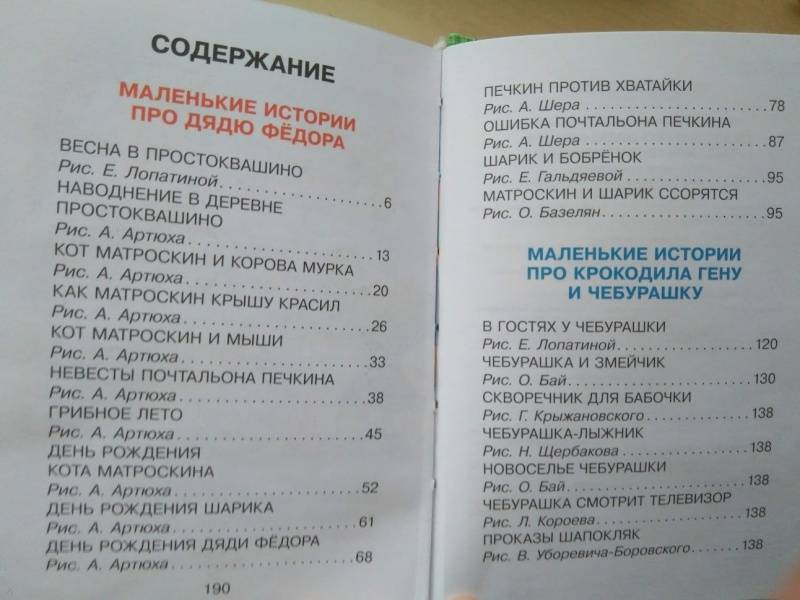 СОДЕРЖАНИЕ
МАЛЕНЬКИЕ ИСТОРИИ
ПРО ДЯДЮ ФЁДОРА
ВЕСНА В ПРОСТОКВАШИНО
Рис. Е. Лопатиной 6
НАВОДНЕНИЕ В ДЕРЕВНЕ
ПРОСТОКВАШИНО
Рис. А. Артюха 13
КОТ МАТРОСКИН И КОРОВА МУРКА
Рис. А. Артюха 20
КАК МАТРОСКИН КРЫШУ КРАСИЛ
Рис. А. Артюха 26
КОТ МАТРОСКИН И МЫШИ
Рис. А. Артюха 33
НЕВЕСТЫ ПОЧТАЛЬОНА ПЕЧКИНА
Рис. А. Артюха 38
ГРИБНОЕ ЛЕТО
Рис. А. Артюха 45
ДЕНЬ РОЖДЕНИЯ
КОТА МАТРОСКИНА
Рис. А. Артюха 52
ДЕНЬ РОЖДЕНИЯ ШАРИКА
Рис. А. Артюха 61
ДЕНЬ РОЖДЕНИЯ ДЯДИ ФЁДОРА
Рис. А. Артюха 68
190
ПЕЧКИН ПРОТИВ ХВАТАЙКИ
Рис. А. Шера 78
ОШИБКА ПОЧТАЛЬОНА ПЕЧКИНА
Рис. А. Шера 87
ШАРИК И БОБРЁНОК
Рис. Е. Гальдяевой 95
МАТРОСКИН И ШАРИК ССОРЯТСЯ
Рис. О. Базелян 95
МАЛЕНЬКИЕ ИСТОРИИ
ПРО КРОКОДИЛА ГЕНУ
И ЧЕБУРАШКУ
В ГОСТЯХ У ЧЕБУРАШКИ
Рис. Е. Лопатиной 120
ЧЕБУРАШКА И ЗМЕЙЧИК
Рис. О. Бай 130
СКВОРЕЧНИК ДЛЯ БАБОЧКИ
Рис. Г. Крыжановского 138
ЧЕБУРАШКА-ЛЫЖНИК
Рис. Н. Щербакова 138
НОВОСЕЛЬЕ ЧЕБУРАШКИ
Рис. О. Бай 138
ЧЕБУРАШКА СМОТРИТ ТЕЛЕВИЗОР
Рис. Л. Короева 138
ПРОКАЗЫ ШАПОКЛЯК
Рис. В. Уборевича-Боровского 138